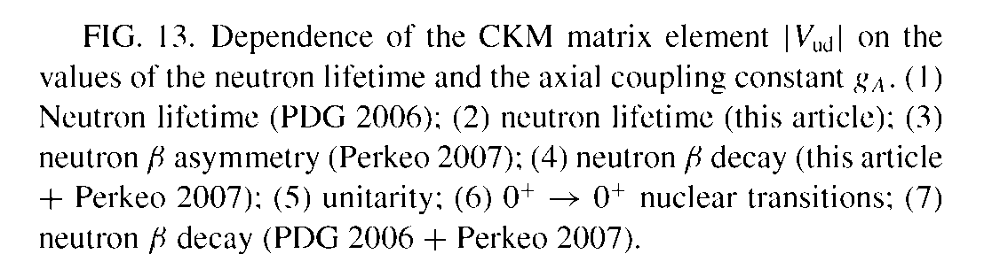 FIG. 13. Dependence of the CKM matrix element |V_ud| on the
values of the neutron lifetime and the axial coupling constant g_A. (1)
Neutron lifetime (PDG 2006); (2) neutron lifetime (this article); (3)
neutron β asymmetry (Perkeo 2007); (4) neutron β decay (this article
+ Perkeo 2007); (5) unitarity; (6) 0⁺ → 0⁺ nuclear transitions; (7)
neutron β decay (PDG 2006 + Perkeo 2007).